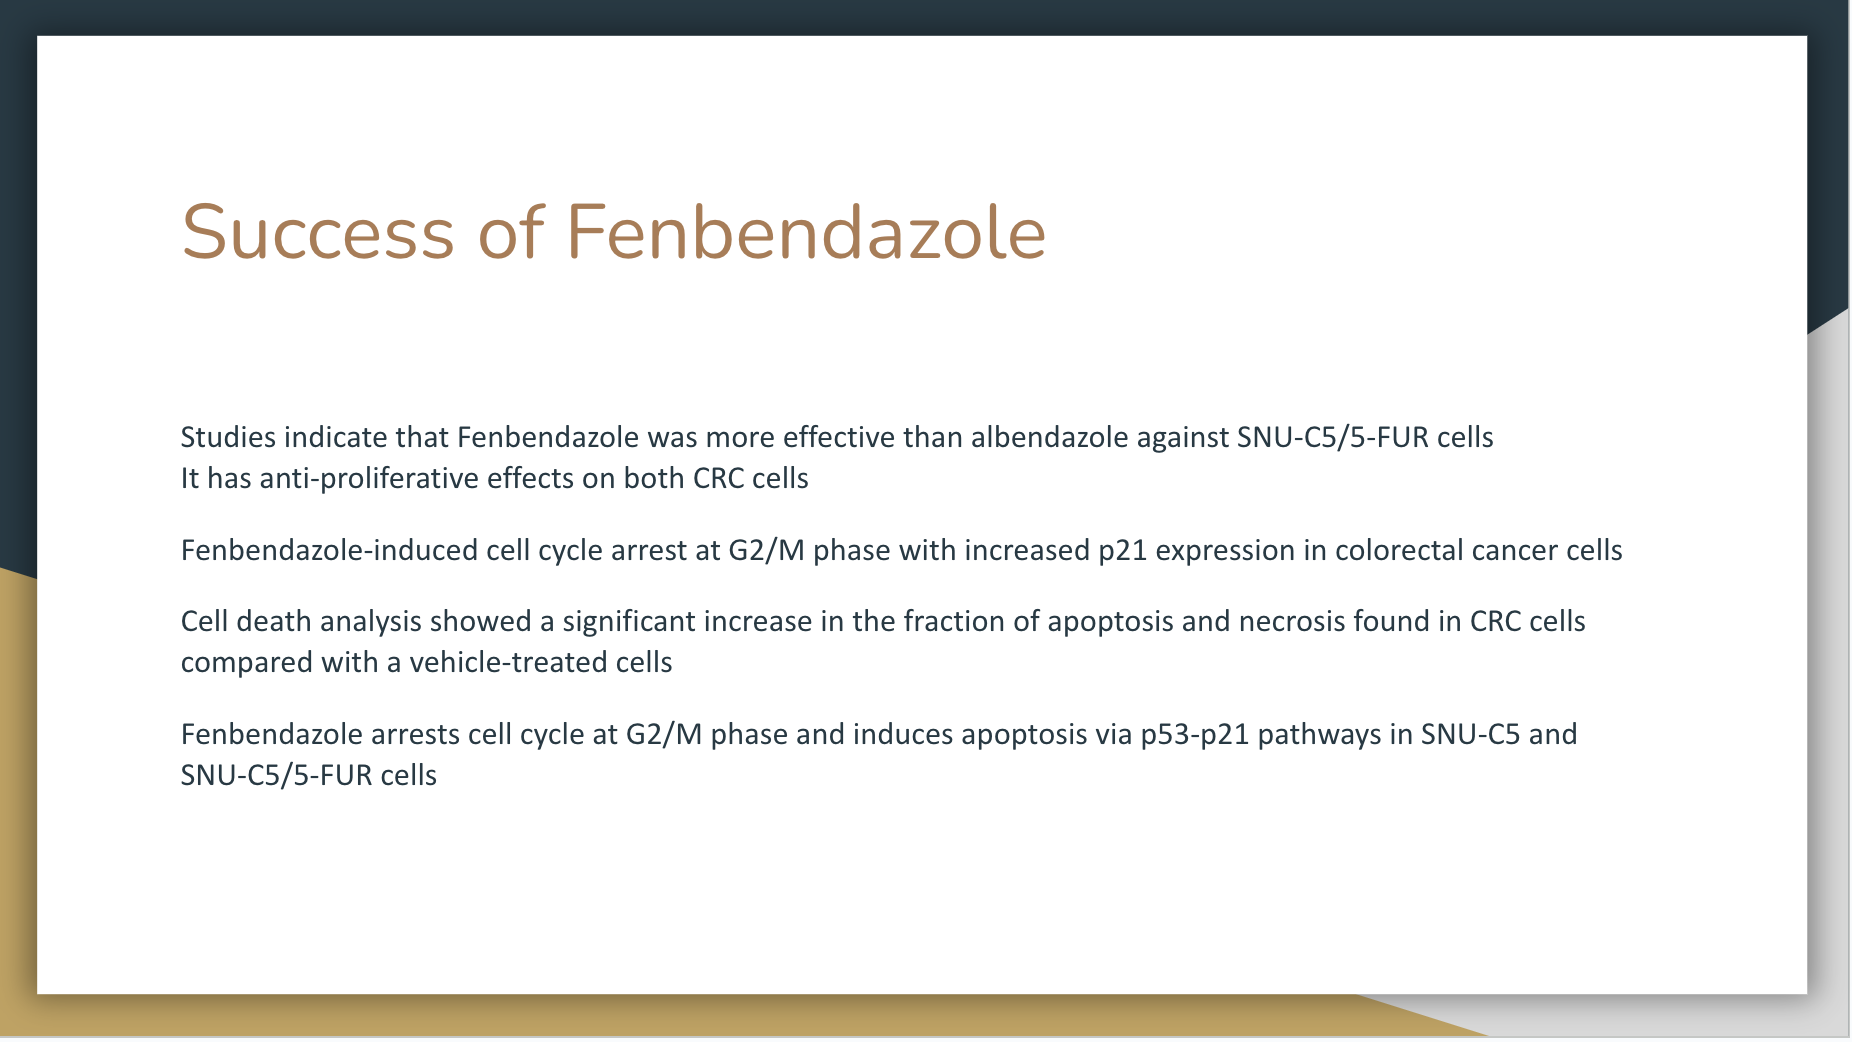 Success of Fenbendazole
Studies indicate that Fenbendazole was more effective than albendazole against SNU-C5/5-FUR cells
It has anti-proliferative effects on both CRC cells
Fenbendazole-induced cell cycle arrest at G2/M phase with increased p21 expression in colorectal cancer cells
Cell death analysis showed a significant increase in the fraction of apoptosis and necrosis found in CRC cells
compared with a vehicle-treated cells
Fenbendazole arrests cell cycle at G2/M phase and induces apoptosis via p53-p21 pathways in SNU-C5 and
SNU-C5/5-FUR cells